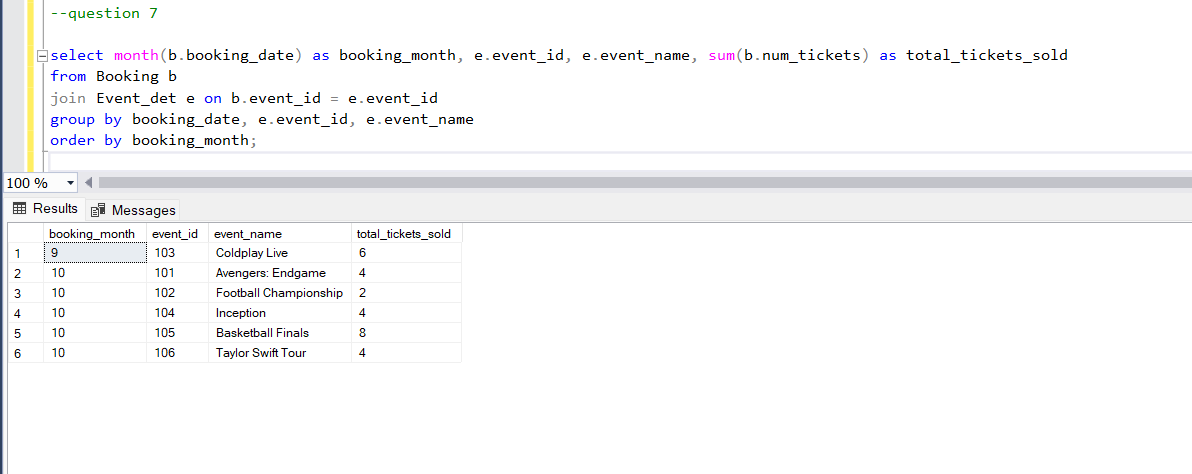 --question 7
select month(b.booking_date) as booking_month, e.event_id, e.event_name, sum(b.num_tickets) as total_tickets_sold
from Booking b
join Event_det e on b.event_id = e.event_id
group by booking_date, e.event_id, e.event_name
order by booking_month;
100 %
Results Messages
booking_month event_id event_name total_tickets_sold
1 9 103 Coldplay Live 6
2 10 101 Avengers: Endgame 4
3 10 102 Football Championship 2
4 10 104 Inception 4
5 10 105 Basketball Finals 8
6 10 106 Taylor Swift Tour 4